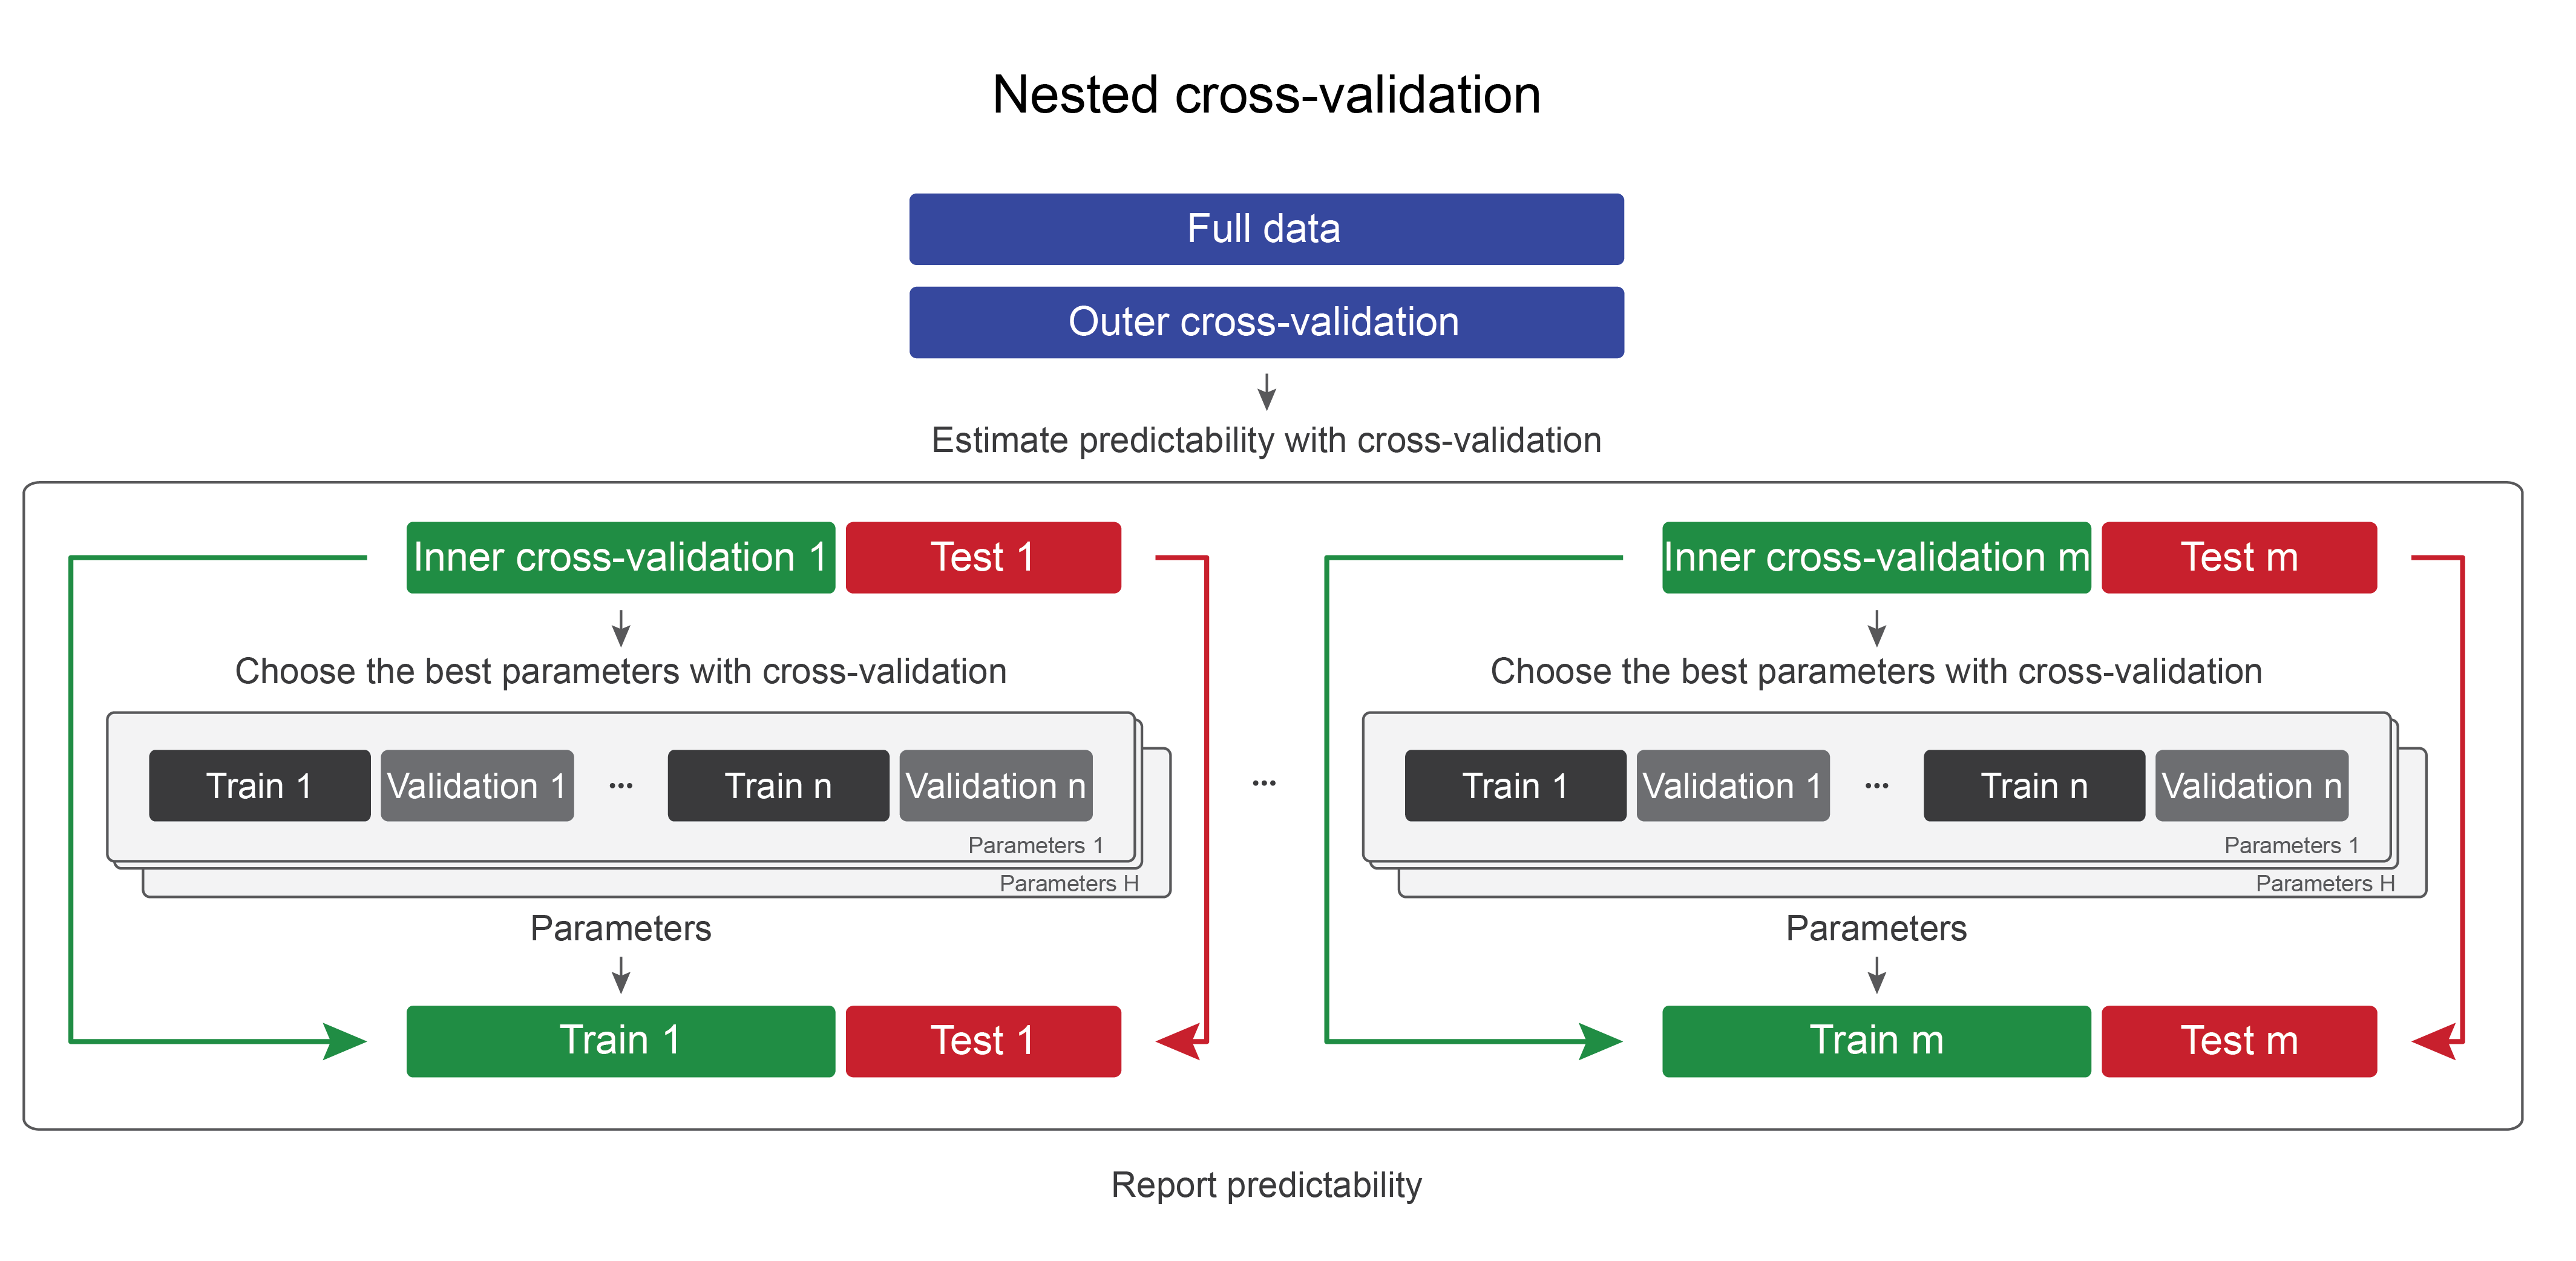 Nested cross-validation
Full data
Outer cross-validation
Estimate predictability with cross-validation
Inner cross-validation 1
Test 1
Choose the best parameters with cross-validation
Train 1
Validation 1
...
Train n
Validation n
Parameters 1
Parameters H
Parameters
Train 1
Test 1
...
Inner cross-validation m
Test m
Choose the best parameters with cross-validation
Train 1
Validation 1
...
Train n
Validation n
Parameters 1
Parameters H
Parameters
Train m
Test m
Report predictability